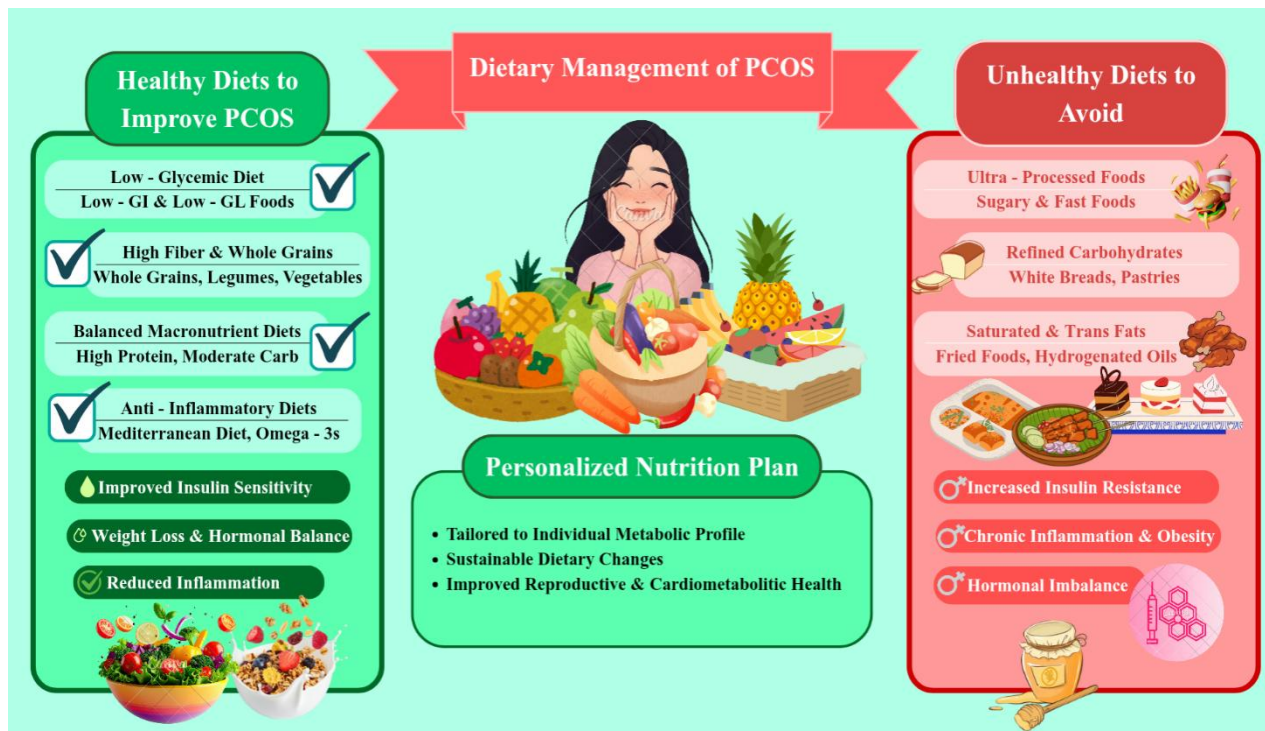 Dietary Management of PCOS
Healthy Diets to
Improve PCOS
Low - Glycemic Diet
Low - GI & Low - GL Foods
High Fiber & Whole Grains
Whole Grains, Legumes, Vegetables
Balanced Macronutrient Diets
High Protein, Moderate Carb
Anti - Inflammatory Diets
Mediterranean Diet, Omega - 3s
Improved Insulin Sensitivity
Weight Loss & Hormonal Balance
Reduced Inflammation
Personalized Nutrition Plan
• Tailored to Individual Metabolic Profile
• Sustainable Dietary Changes
• Improved Reproductive & Cardiometabolitic Health
Unhealthy Diets to
Avoid
Ultra - Processed Foods
Sugary & Fast Foods
Refined Carbohydrates
White Breads, Pastries
Saturated & Trans Fats
Fried Foods, Hydrogenated Oils
Increased Insulin Resistance
Chronic Inflammation & Obesity
Hormonal Imbalance